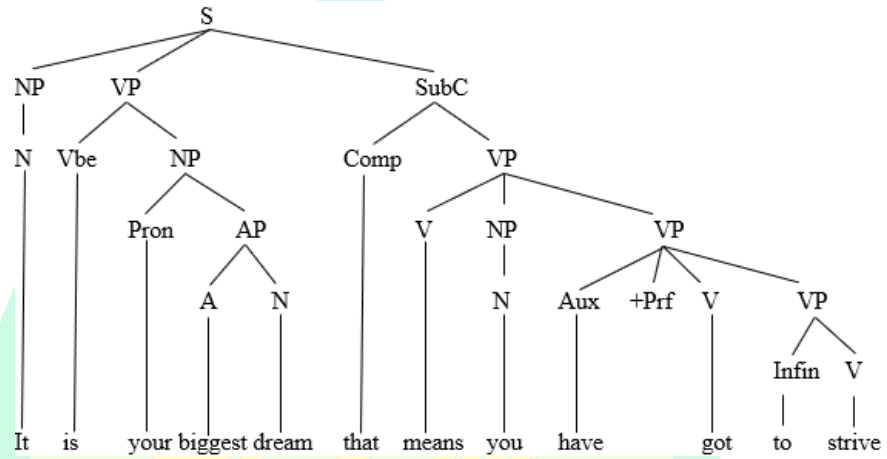 S
NP VP SubC
N Vbe NP Comp VP
Pron AP V NP VP
A N N Aux +Prf V VP
Infin V
It is your biggest dream that means you have got to strive